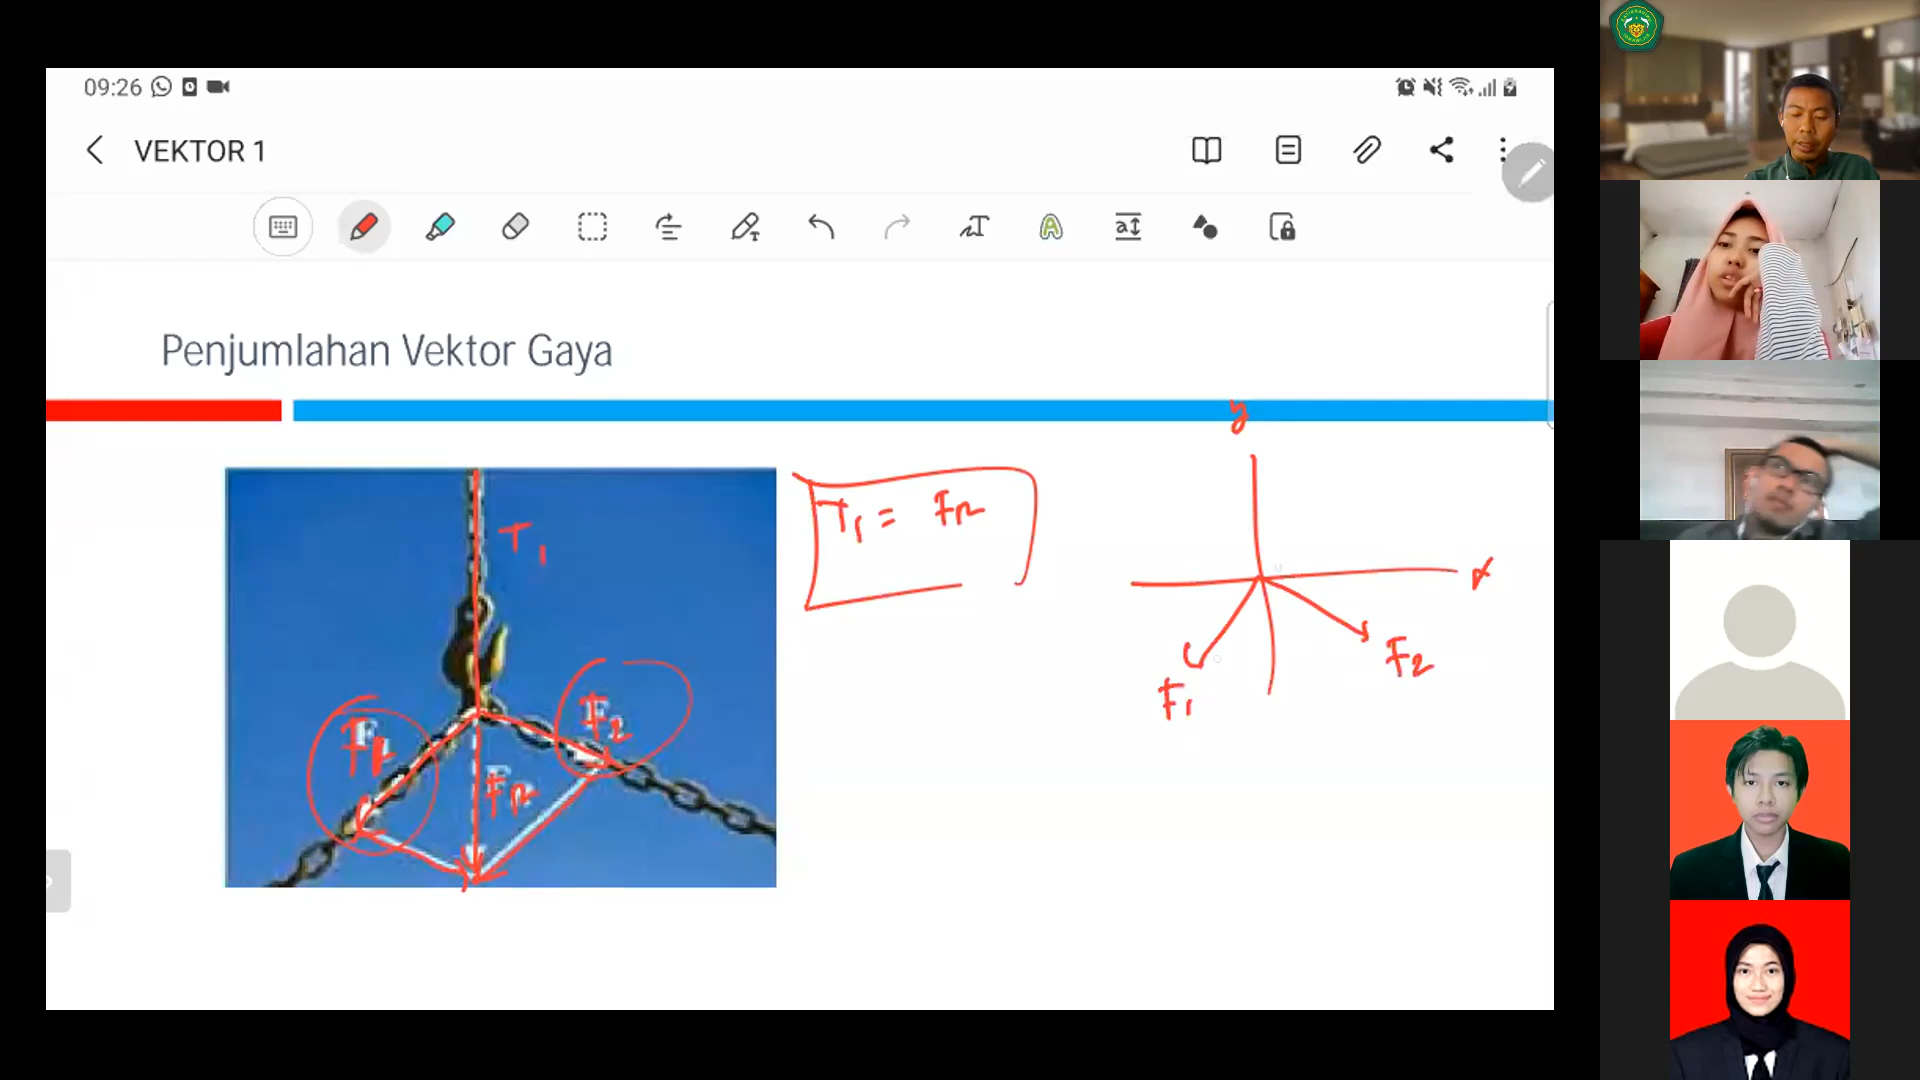 09:26
VEKTOR 1
Penjumlahan Vektor Gaya
y
T1
T1 = FR
x
F2
F1
F1
F2
FR